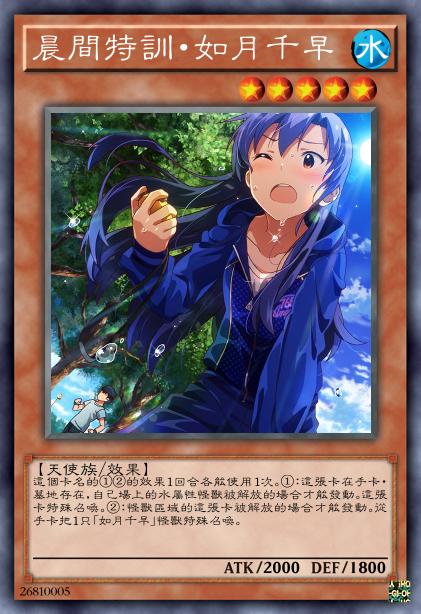 晨間特訓・如月千早
水
【天使族/效果】
這個卡名的①②的效果1回合各能使用1次。①:這張卡在手卡・
墓地存在,自己場上的水屬性怪獸被解放的場合才能發動。這張
卡特殊召喚。②:怪獸區域的這張卡被解放的場合才能發動。從
手卡把1只「如月千早」怪獸特殊召喚。
ATK/2000 DEF/1800
26810005